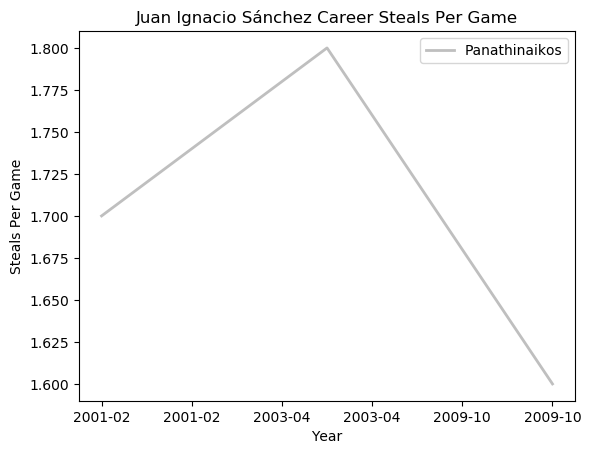 Juan Ignacio Sánchez Career Steals Per Game
Panathinaikos
1.800
1.775
1.750
1.725
1.700
1.675
1.650
1.625
1.600
Steals Per Game
2001-02 2001-02 2003-04 2003-04 2009-10 2009-10
Year